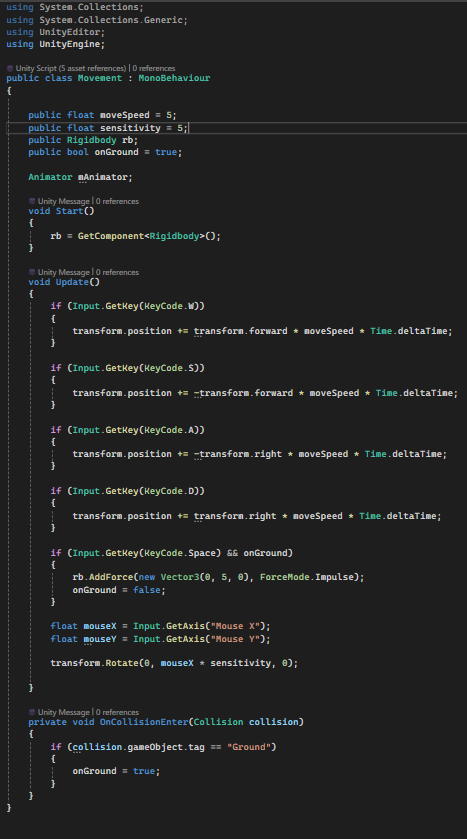 using System.Collections;
using System.Collections.Generic;
using UnityEditor;
using UnityEngine;
Unity Script (5 asset references) | 0 references
public class Movement : MonoBehaviour
{
public float moveSpeed = 5;
public float sensitivity = 5;
public Rigidbody rb;
public bool onGround = true;
Animator mAnimator;
Unity Message | 0 references
void Start()
{
rb = GetComponent<Rigidbody>();
}
Unity Message | 0 references
void Update()
{
if (Input.GetKey(KeyCode.W))
{
transform.position += transform.forward * moveSpeed * Time.deltaTime;
}
if (Input.GetKey(KeyCode.S))
{
transform.position += -transform.forward * moveSpeed * Time.deltaTime;
}
if (Input.GetKey(KeyCode.A))
{
transform.position += -transform.right * moveSpeed * Time.deltaTime;
}
if (Input.GetKey(KeyCode.D))
{
transform.position += transform.right * moveSpeed * Time.deltaTime;
}
if (Input.GetKey(KeyCode.Space) && onGround)
{
rb.AddForce(new Vector3(0, 5, 0), ForceMode.Impulse);
onGround = false;
}
float mouseX = Input.GetAxis("Mouse X");
float mouseY = Input.GetAxis("Mouse Y");
transform.Rotate(0, mouseX * sensitivity, 0);
}
Unity Message | 0 references
private void OnCollisionEnter(Collision collision)
{
if (collision.gameObject.tag == "Ground")
{
onGround = true;
}
}
}